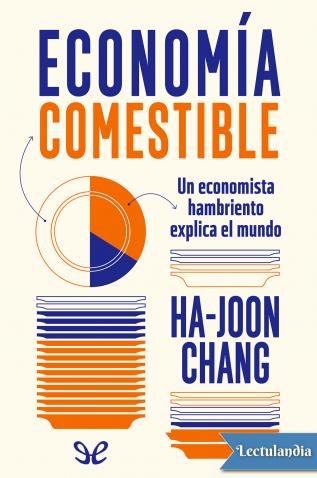 ECONOMÍA
COMESTIBLE
Un economista
hambriento
explica el mundo
HA-JOON
CHANG
Lectulandia